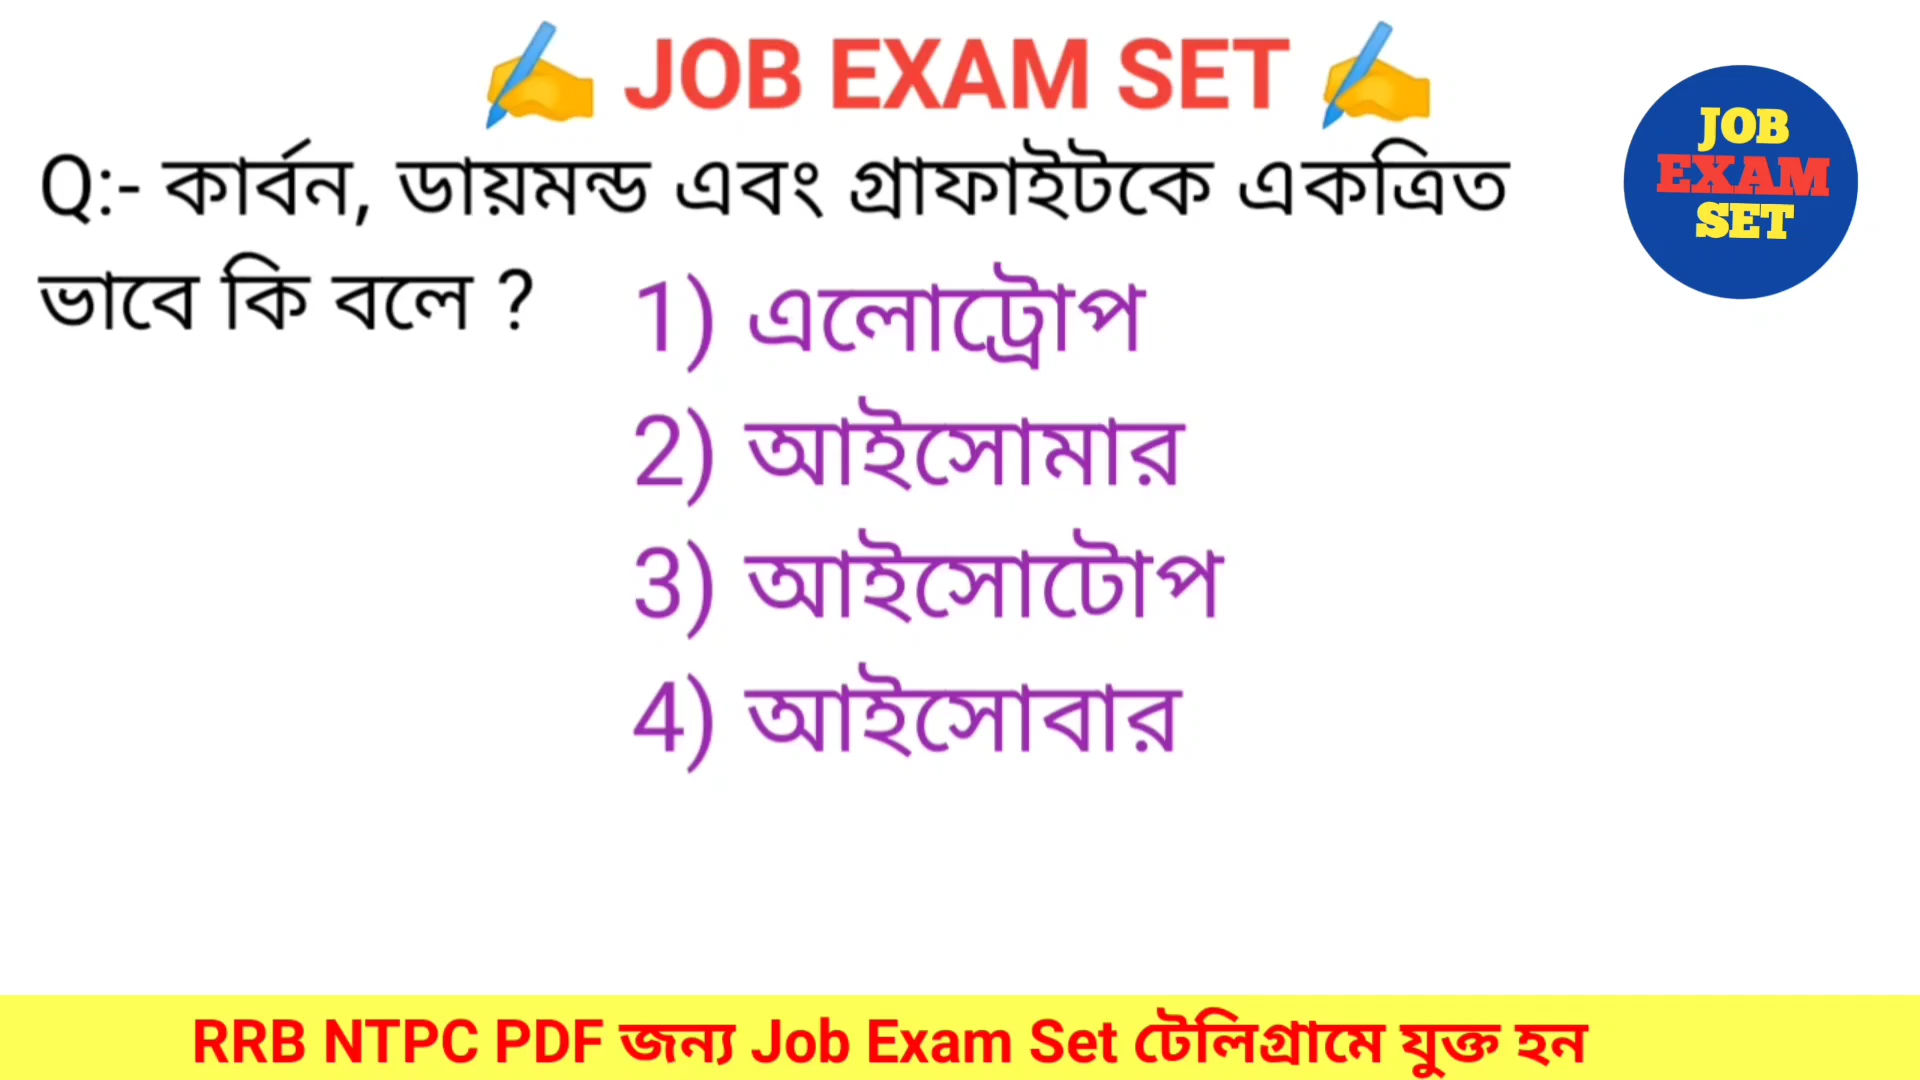 ✍️ JOB EXAM SET ✍️
JOB
EXAM
SET
Q:- কার্বন, ডায়মন্ড এবং গ্রাফাইটকে একত্রিত
ভাবে কি বলে ?
1) এলোট্রোপ
2) আইসোমার
3) আইসোটোপ
4) আইসোবার
RRB NTPC PDF জন্য Job Exam Set টেলিগ্রামে যুক্ত হন